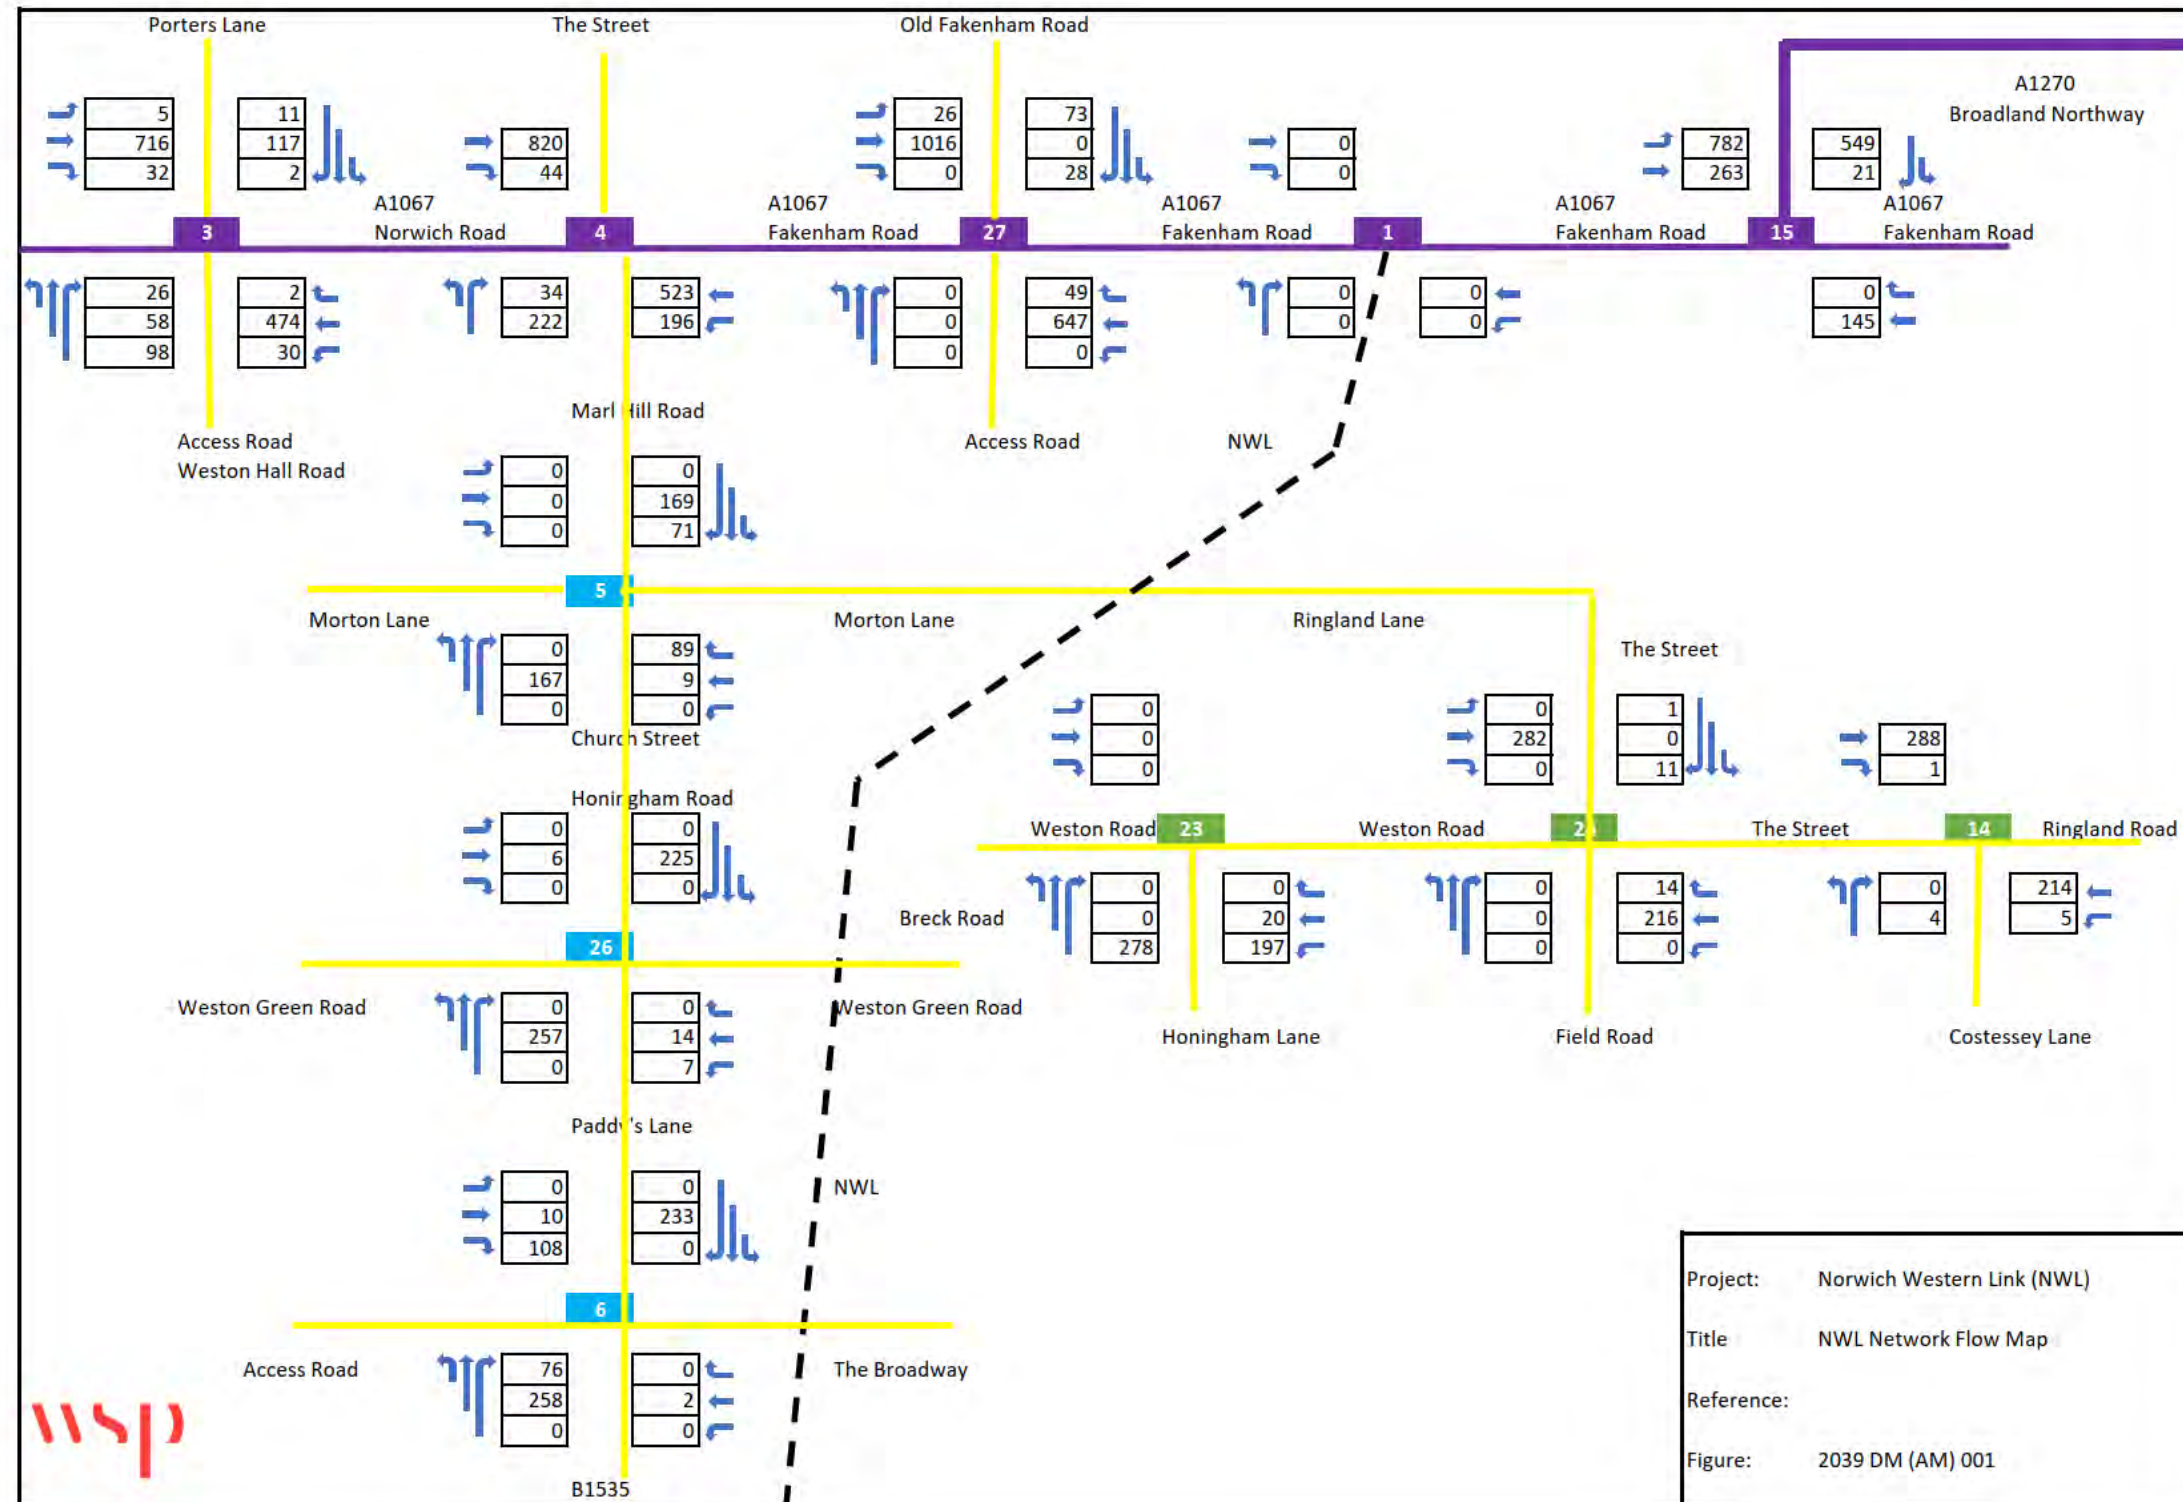 Porters Lane
The Street
Old Fakenham Road
A1270
Broadland Northway
5
716
32
11
117
2
820
44
26
1016
0
73
0
28
0
0
782
263
549
21
A1067
Norwich Road
A1067
Fakenham Road
A1067
Fakenham Road
A1067
Fakenham Road
A1067
Fakenham Road
3
4
27
1
15
26
58
98
2
474
30
34
222
523
196
0
0
0
49
647
0
0
0
0
0
0
145
Marl Hill Road
Access Road
Weston Hall Road
Access Road
NWL
0
0
0
0
169
71
5
Morton Lane
Morton Lane
Ringland Lane
The Street
0
167
0
89
9
0
Church Street
0
0
0
0
282
0
1
0
11
288
1
Honingham Road
0
6
0
0
225
0
Weston Road
23
Weston Road
The Street
14
Ringland Road
0
0
278
0
20
197
0
0
0
14
216
0
0
4
214
5
Breck Road
26
Weston Green Road
Weston Green Road
0
257
0
0
14
7
Honingham Lane
Field Road
Costessey Lane
Paddy's Lane
0
10
108
0
233
0
NWL
6
Access Road
The Broadway
76
258
0
0
2
0
B1535
wsp
Project: Norwich Western Link (NWL)
Title NWL Network Flow Map
Reference:
Figure: 2039 DM (AM) 001